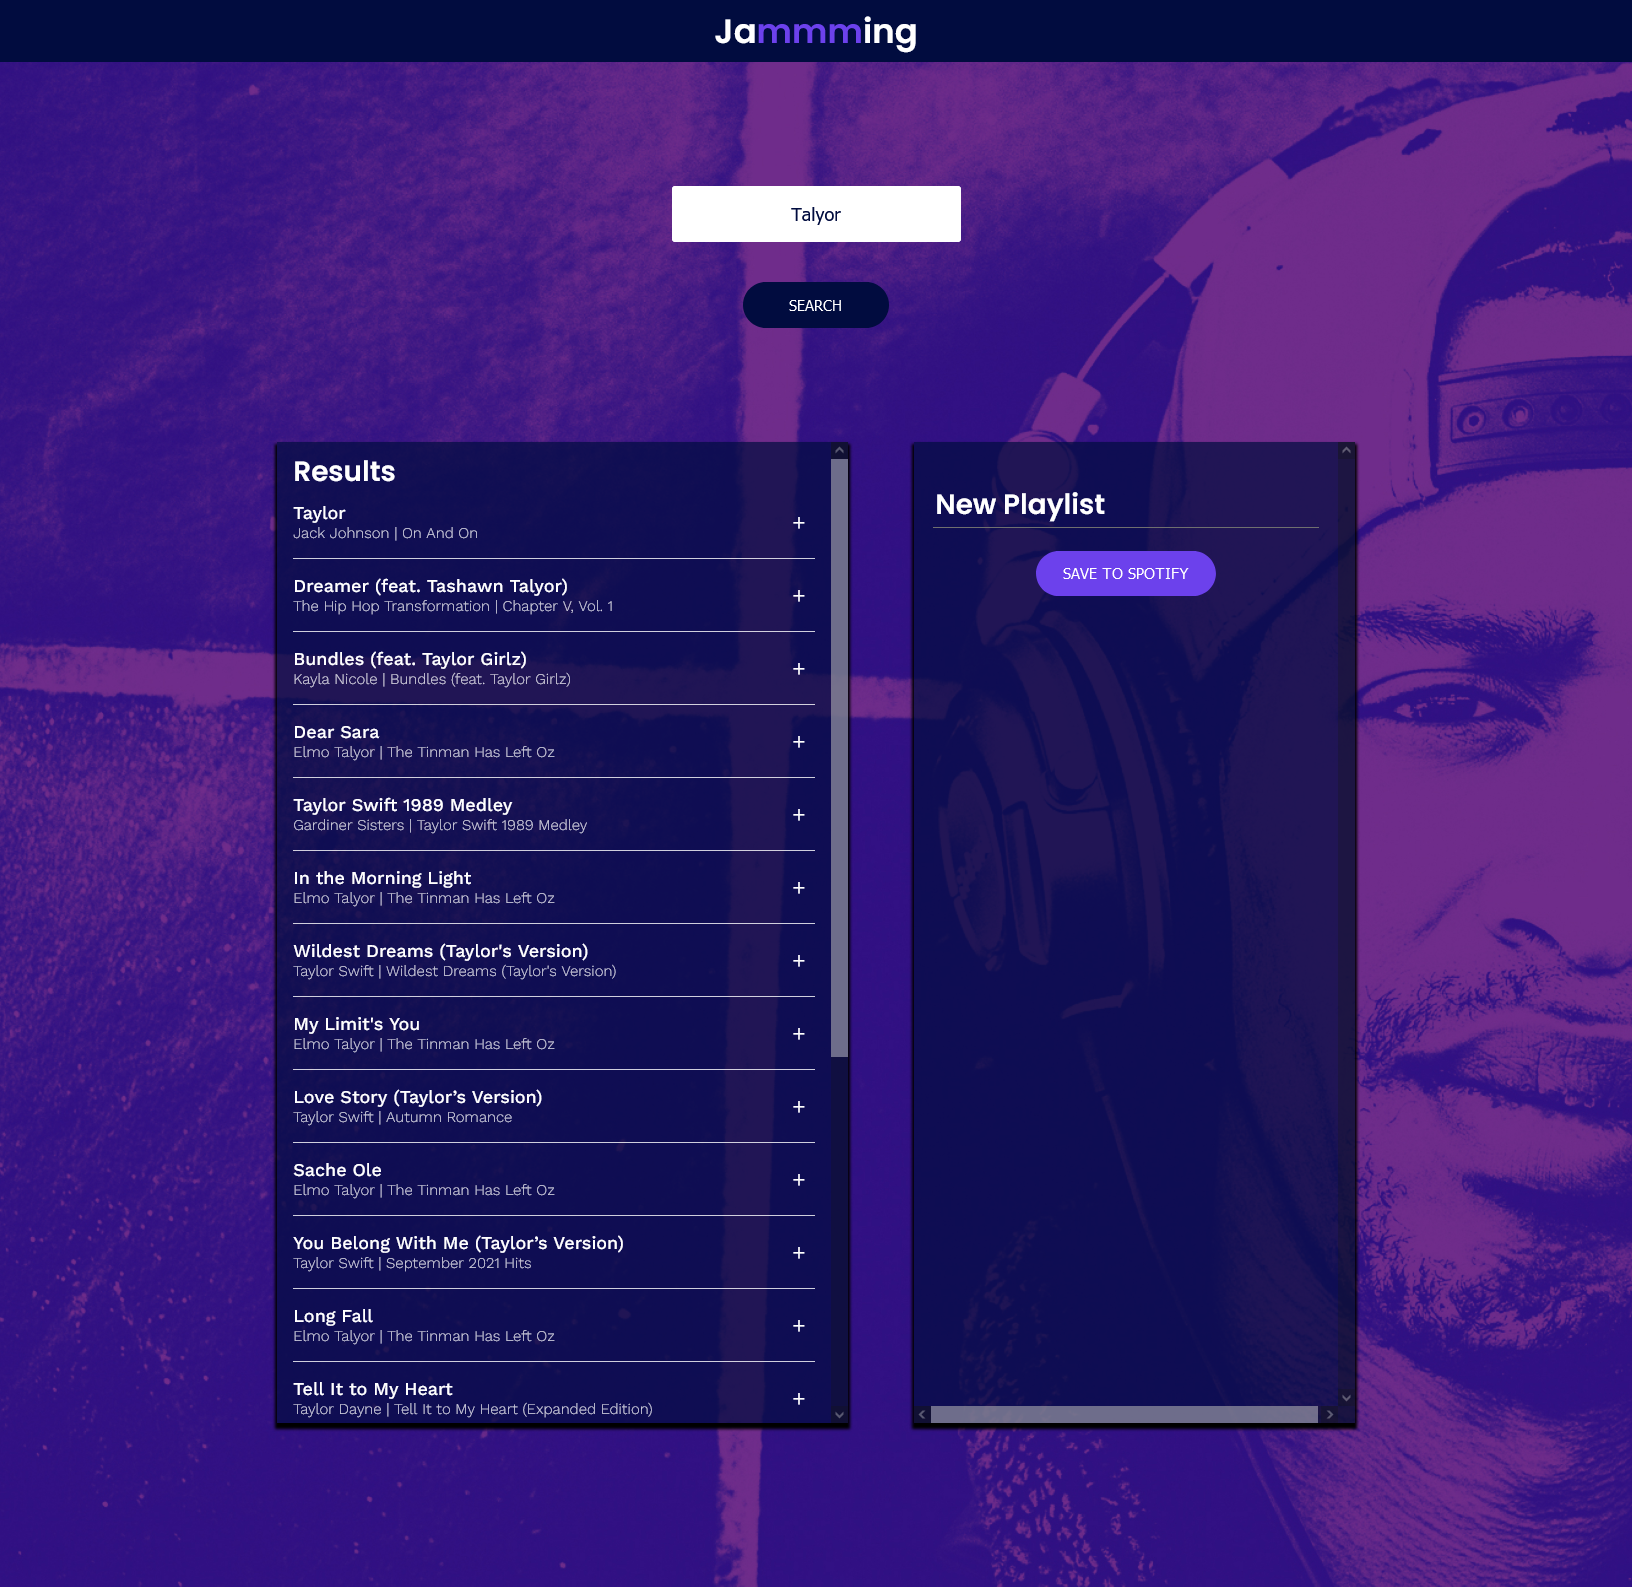 Jammming
Talyor
SEARCH
Results
Taylor
Jack Johnson | On And On
+
Dreamer (feat. Tashawn Talyor)
The Hip Hop Transformation | Chapter V, Vol. 1
+
Bundles (feat. Taylor Girlz)
Kayla Nicole | Bundles (feat. Taylor Girlz)
+
Dear Sara
Elmo Talyor | The Tinman Has Left Oz
+
Taylor Swift 1989 Medley
Gardiner Sisters | Taylor Swift 1989 Medley
+
In the Morning Light
Elmo Talyor | The Tinman Has Left Oz
+
Wildest Dreams (Taylor's Version)
Taylor Swift | Wildest Dreams (Taylor's Version)
+
My Limit's You
Elmo Talyor | The Tinman Has Left Oz
+
Love Story (Taylor’s Version)
Taylor Swift | Autumn Romance
+
Sache Ole
Elmo Talyor | The Tinman Has Left Oz
+
You Belong With Me (Taylor’s Version)
Taylor Swift | September 2021 Hits
+
Long Fall
Elmo Talyor | The Tinman Has Left Oz
+
Tell It to My Heart
Taylor Dayne | Tell It to My Heart (Expanded Edition)
+
New Playlist
SAVE TO SPOTIFY